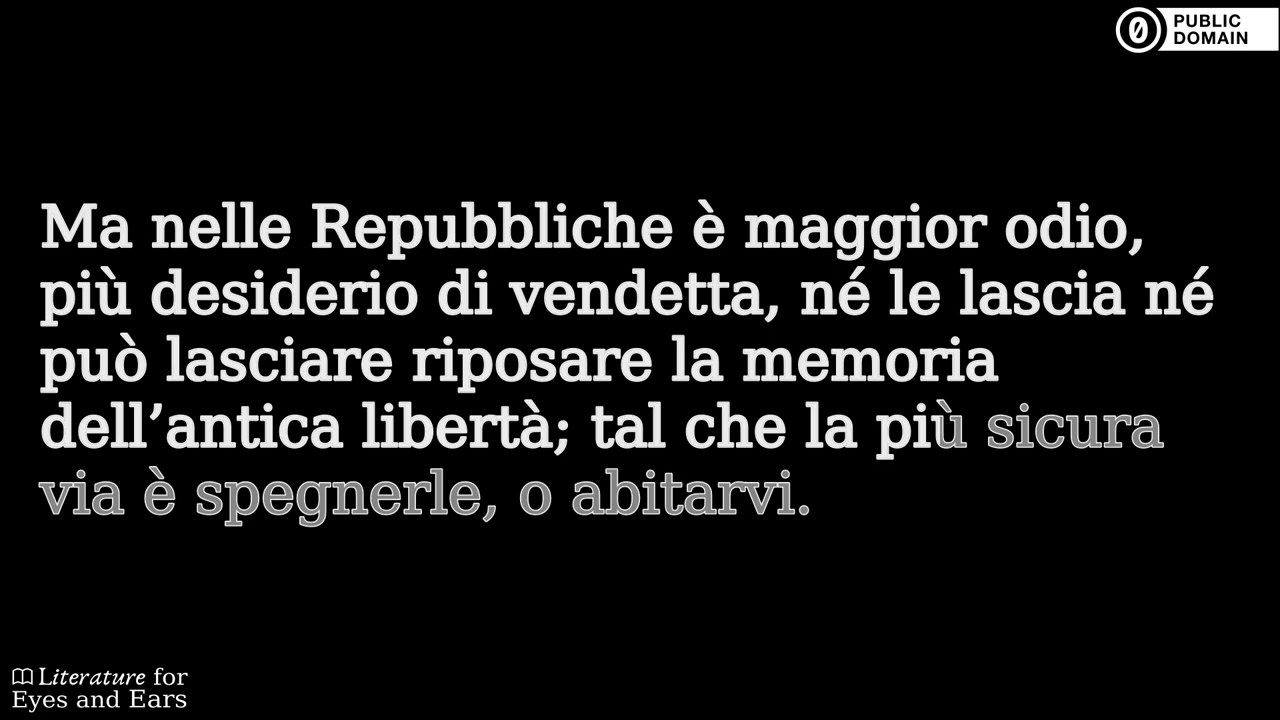 PUBLIC
DOMAIN
Ma nelle Repubbliche è maggior odio,
più desiderio di vendetta, né le lascia né
può lasciare riposare la memoria
dell’antica libertà; tal che la più sicura
via è spegnerle, o abitarvi.
Literature for
Eyes and Ears